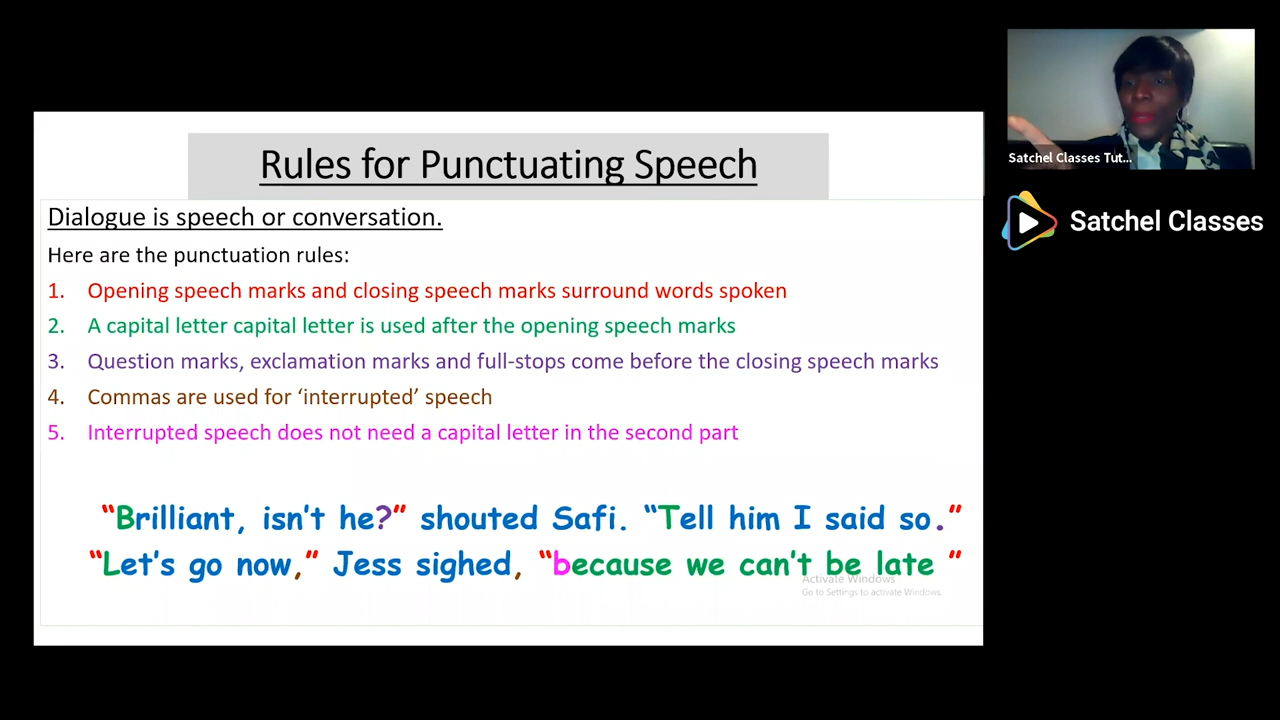 Rules for Punctuating Speech
Dialogue is speech or conversation.
Here are the punctuation rules:
1. Opening speech marks and closing speech marks surround words spoken
2. A capital letter capital letter is used after the opening speech marks
3. Question marks, exclamation marks and full-stops come before the closing speech marks
4. Commas are used for ‘interrupted’ speech
5. Interrupted speech does not need a capital letter in the second part
“Brilliant, isn’t he?” shouted Safi. “Tell him I said so.”
“Let’s go now,” Jess sighed, “because we can’t be late ”
Activate Windows
Go to Settings to activate Windows.
Satchel Classes Tut...
Satchel Classes